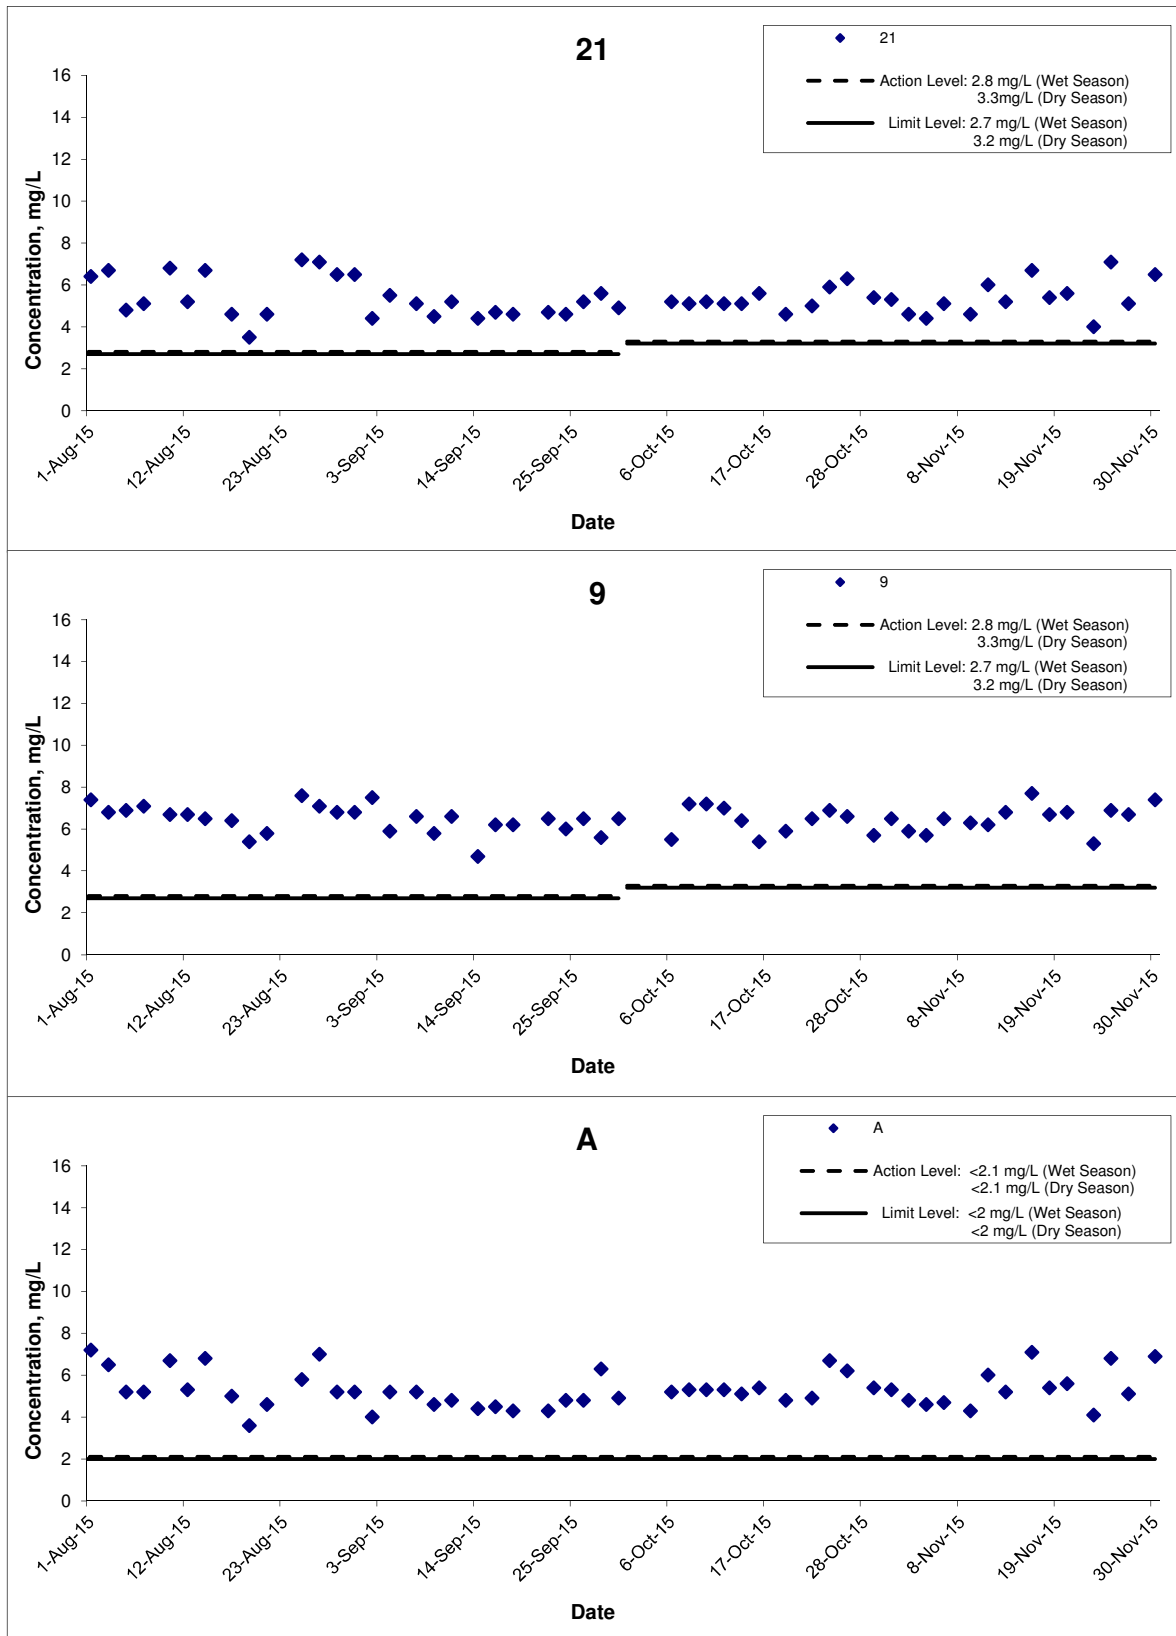 21
21
Action Level: 2.8 mg/L (Wet Season)
3.3mg/L (Dry Season)
Limit Level: 2.7 mg/L (Wet Season)
3.2 mg/L (Dry Season)
Concentration, mg/L
16
14
12
10
8
6
4
2
0
1-Aug-15
12-Aug-15
23-Aug-15
3-Sep-15
14-Sep-15
25-Sep-15
6-Oct-15
17-Oct-15
28-Oct-15
8-Nov-15
19-Nov-15
30-Nov-15
Date
9
9
Action Level: 2.8 mg/L (Wet Season)
3.3mg/L (Dry Season)
Limit Level: 2.7 mg/L (Wet Season)
3.2 mg/L (Dry Season)
Concentration, mg/L
16
14
12
10
8
6
4
2
0
1-Aug-15
12-Aug-15
23-Aug-15
3-Sep-15
14-Sep-15
25-Sep-15
6-Oct-15
17-Oct-15
28-Oct-15
8-Nov-15
19-Nov-15
30-Nov-15
Date
A
A
Action Level: <2.1 mg/L (Wet Season)
<2.1 mg/L (Dry Season)
Limit Level: <2 mg/L (Wet Season)
<2 mg/L (Dry Season)
Concentration, mg/L
16
14
12
10
8
6
4
2
0
1-Aug-15
12-Aug-15
23-Aug-15
3-Sep-15
14-Sep-15
25-Sep-15
6-Oct-15
17-Oct-15
28-Oct-15
8-Nov-15
19-Nov-15
30-Nov-15
Date